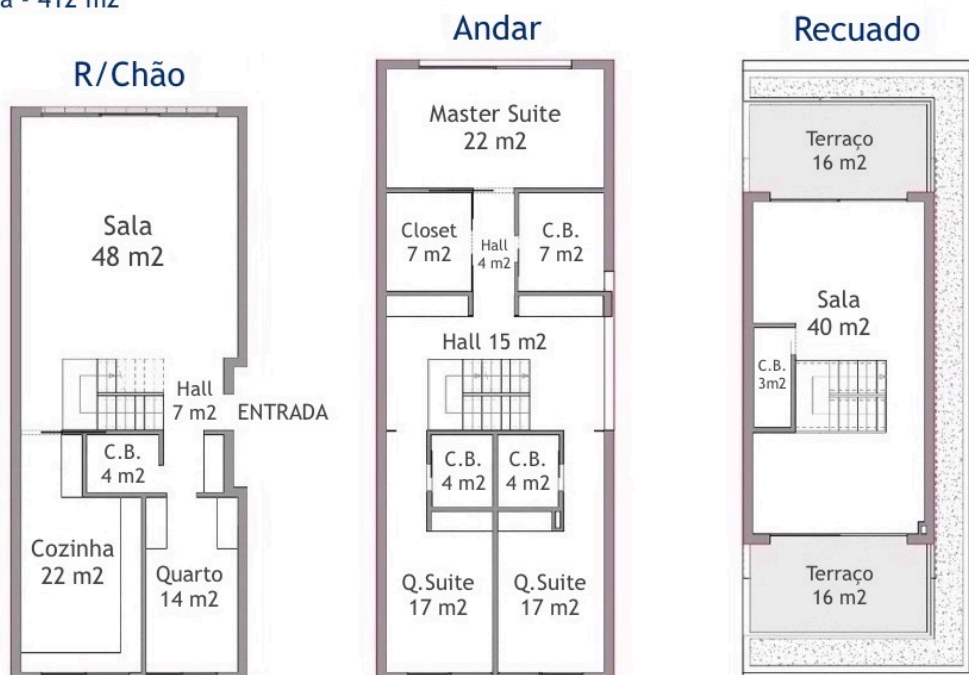 a - 412 m2
R/Chão
Sala
48 m2
Hall
7 m2
ENTRADA
C.B.
4 m2
Cozinha
22 m2
Quarto
14 m2
Andar
Master Suite
22 m2
Closet
7 m2
Hall
4 m2
C.B.
7 m2
Hall 15 m2
C.B.
4 m2
C.B.
4 m2
Q.Suite
17 m2
Q.Suite
17 m2
Recuado
Terraço
16 m2
Sala
40 m2
C.B.
3m2
Terraço
16 m2